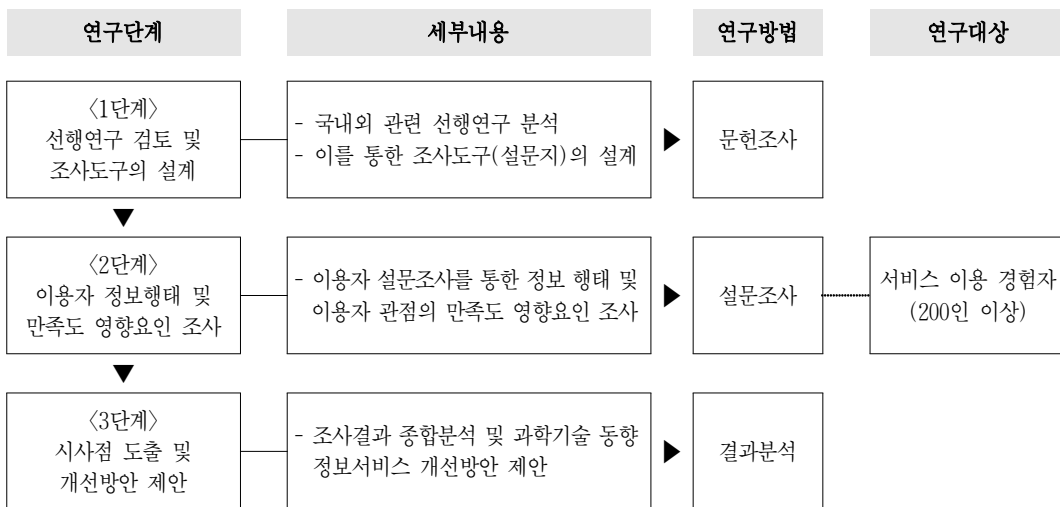 연구단계
세부내용
연구방법
연구대상
〈1단계〉
선행연구 검토 및
조사도구의 설계
- 국내외 관련 선행연구 분석
- 이를 통한 조사도구(설문지)의 설계
문헌조사
〈2단계〉
이용자 정보행태 및
만족도 영향요인 조사
- 이용자 설문조사를 통한 정보 행태 및
이용자 관점의 만족도 영향요인 조사
설문조사
서비스 이용 경험자
(200인 이상)
〈3단계〉
시사점 도출 및
개선방안 제안
- 조사결과 종합분석 및 과학기술 동향
정보서비스 개선방안 제안
결과분석